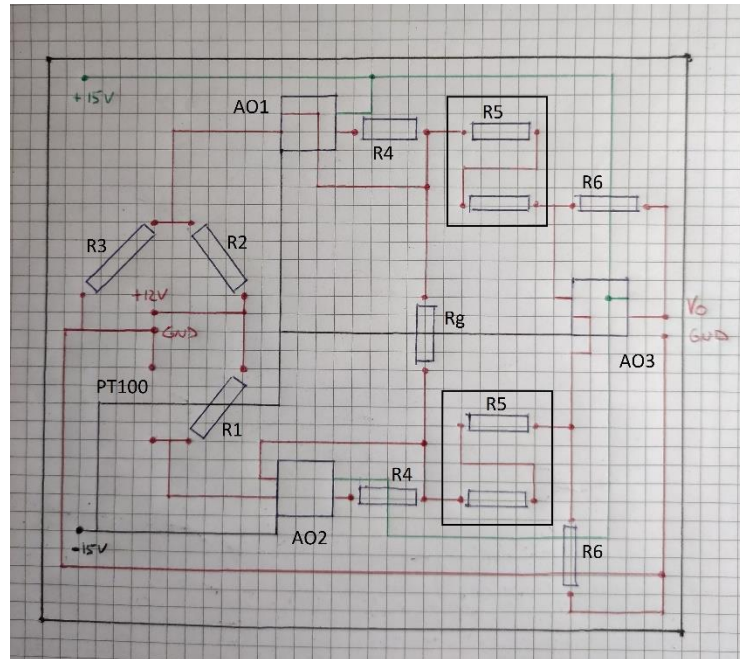 +15V
AO1
R4
R5
R6
R3
R2
+12V
GND
Rg
Vo
GND
AO3
PT100
R1
R5
R4
AO2
R6
-15V